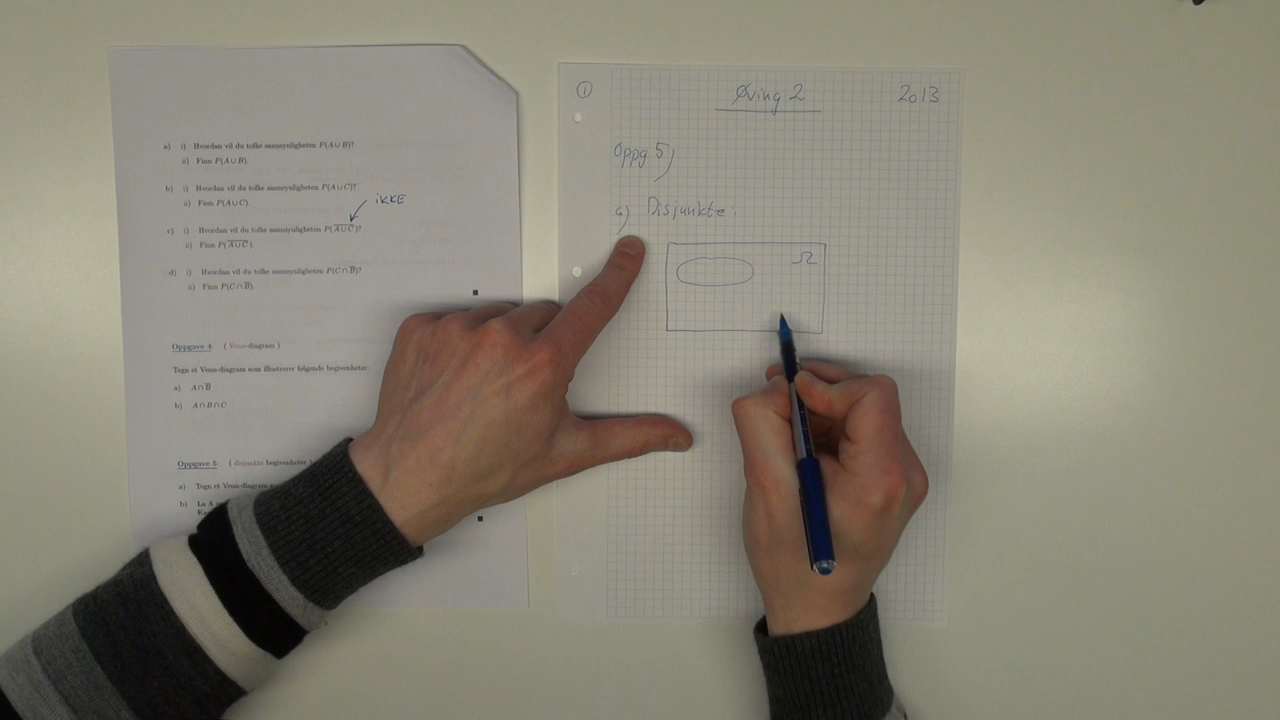 a) i) Hvordan vil du tolke sannsynligheten P(A∪B)?
ii) Finn P(A∪B).
b) i) Hvordan vil du tolke sannsynligheten P(A∪C)?
ii) Finn P(A∪C).
IKKE
c) i) Hvordan vil du tolke sannsynligheten P(A̅∪̅C̅)?
ii) Finn P(A̅∪̅C̅).
d) i) Hvordan vil du tolke sannsynligheten P(C∩B̅)?
ii) Finn P(C∩B̅).
Oppgave 4: ( Venn-diagram )
Tegn et Venn-diagram som illustrerer følgende begivenheter:
a) A∩B̅
b) A∩B∩C
Oppgave 5: ( disjunkte begivenheter )
a) Tegn et Venn-diagram
b) La A
1
Øving 2
2013
Oppg 5)
a) Disjunkte:
Ω